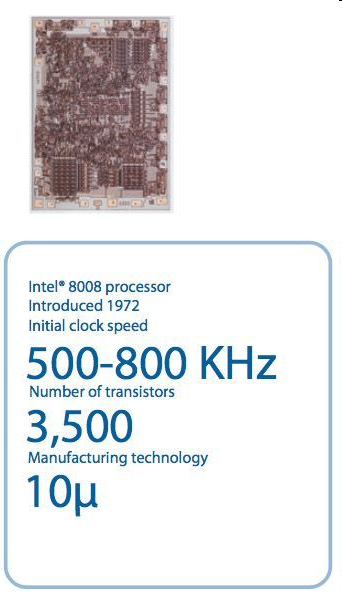 Intel® 8008 processor
Introduced 1972
Initial clock speed
500-800 KHz
Number of transistors
3,500
Manufacturing technology
10µ